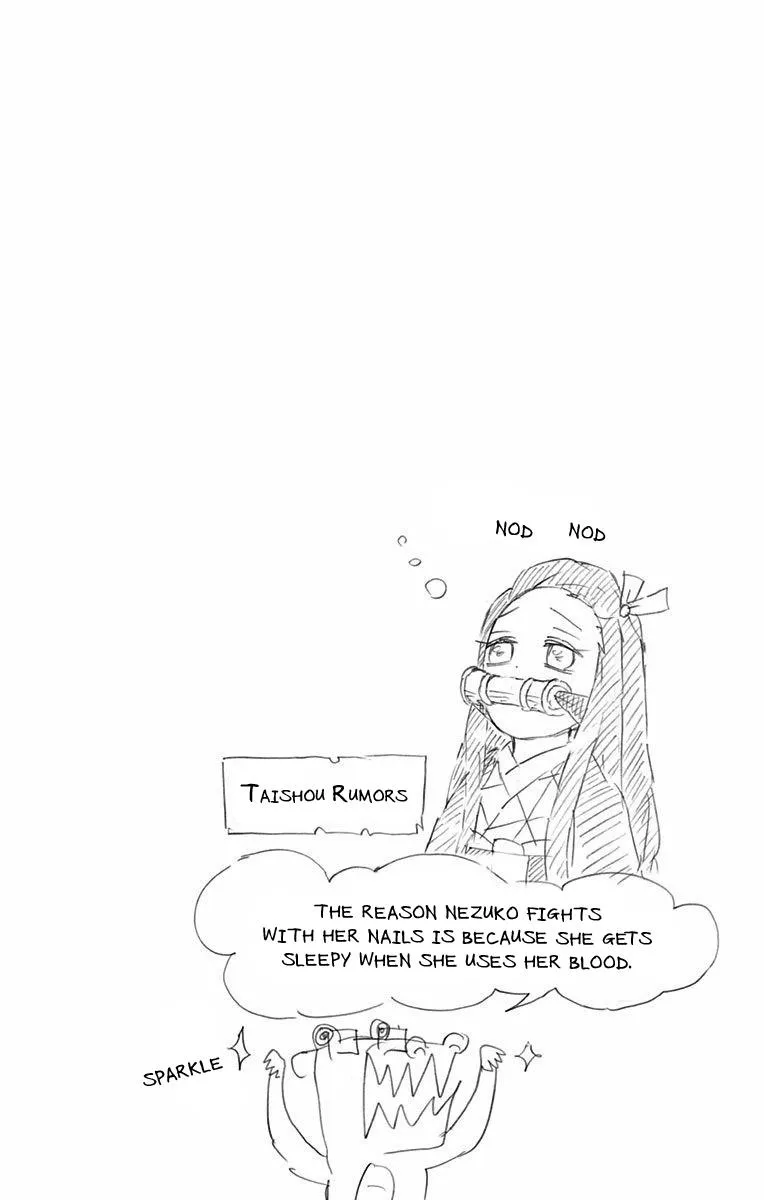 NOD NOD
TAISHOU RUMORS
THE REASON NEZUKO FIGHTS
WITH HER NAILS IS BECAUSE SHE GETS
SLEEPY WHEN SHE USES HER BLOOD.
SPARKLE